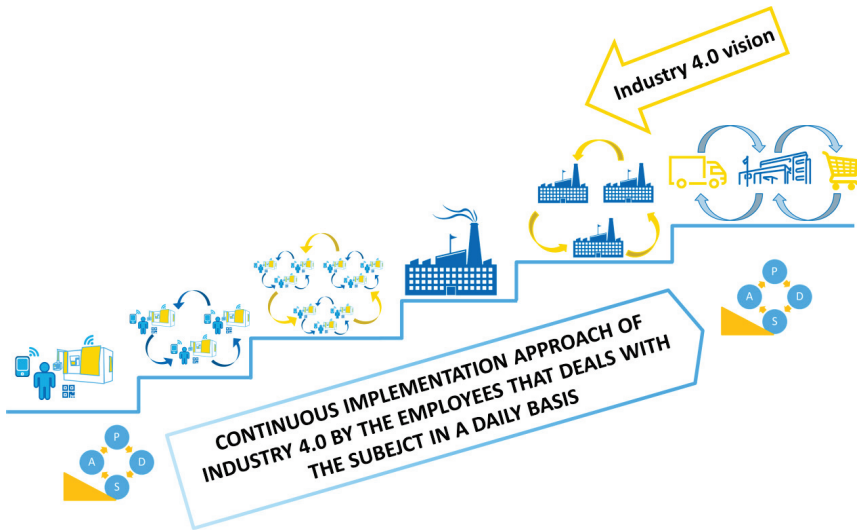 Industry 4.0 vision
CONTINUOUS IMPLEMENTATION APPROACH OF
INDUSTRY 4.0 BY THE EMPLOYEES THAT DEALS WITH
THE SUBEJCT IN A DAILY BASIS
P
A D
S
P
A D
S